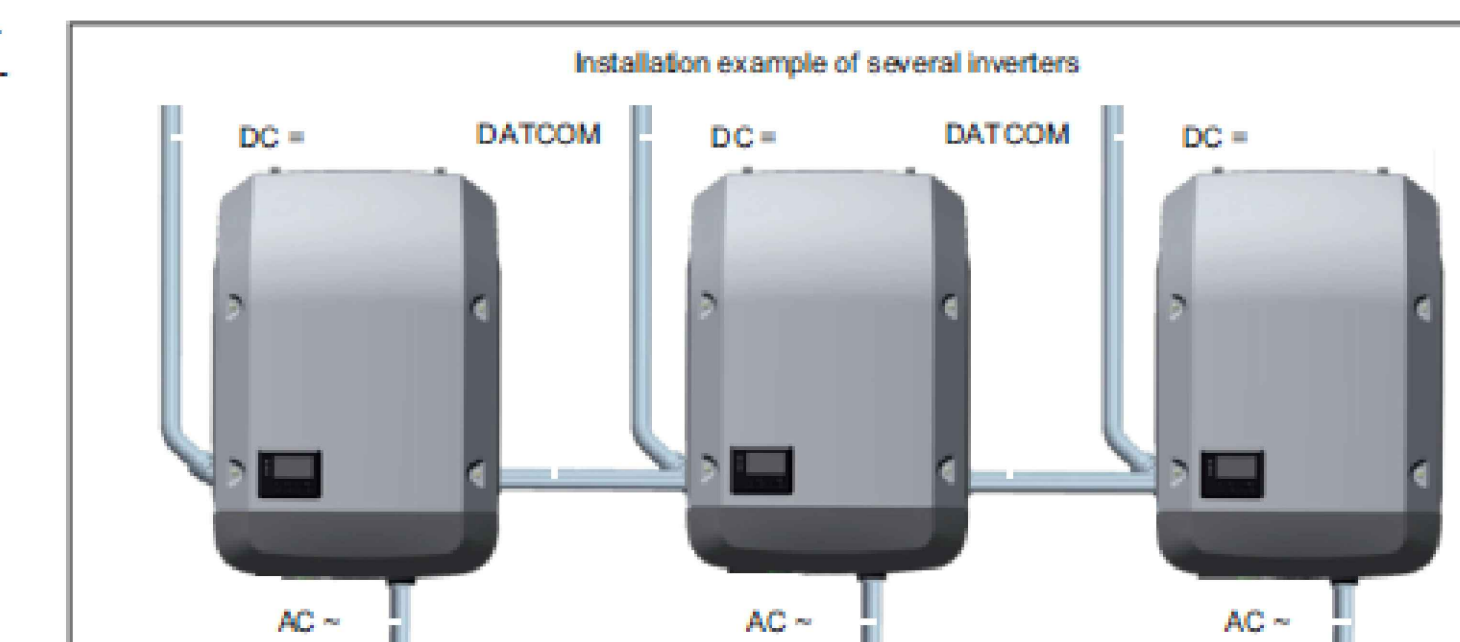 Installation example of several inverters
DC = DATCOM DC = DATCOM DC =
AC ~ AC ~ AC ~